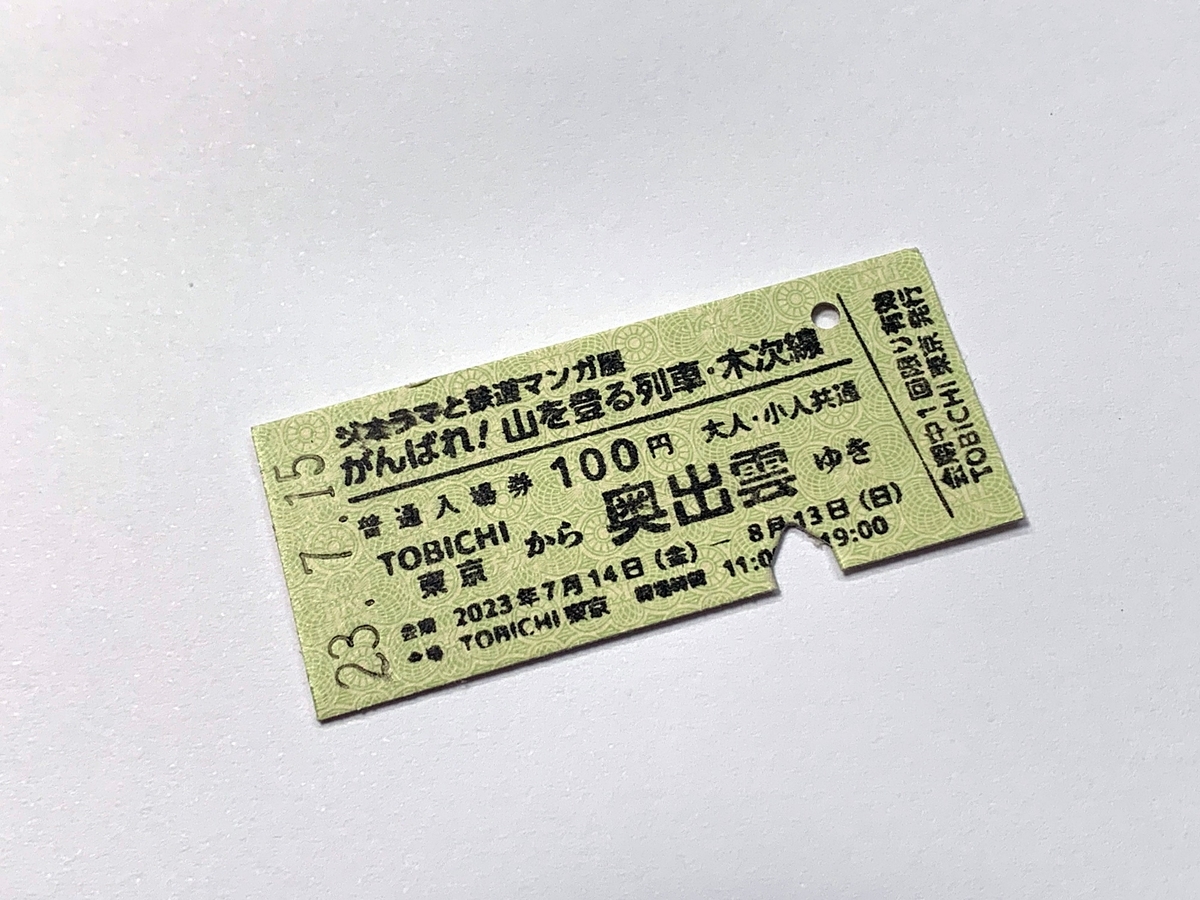 ジオラマと鉄道マンガ展
がんばれ!山を登る列車・木次線
普通入場券 100円 大人・小人共通
TOBICHI東京 から 奥出雲 ゆき
会期 2023年7月14日(金)― 8月13日(日)
会場 TOBICHI東京 開場時間 11:0 19:00
会期中1回限り有効
TOBICHI 東京 発行
23. 7. 15